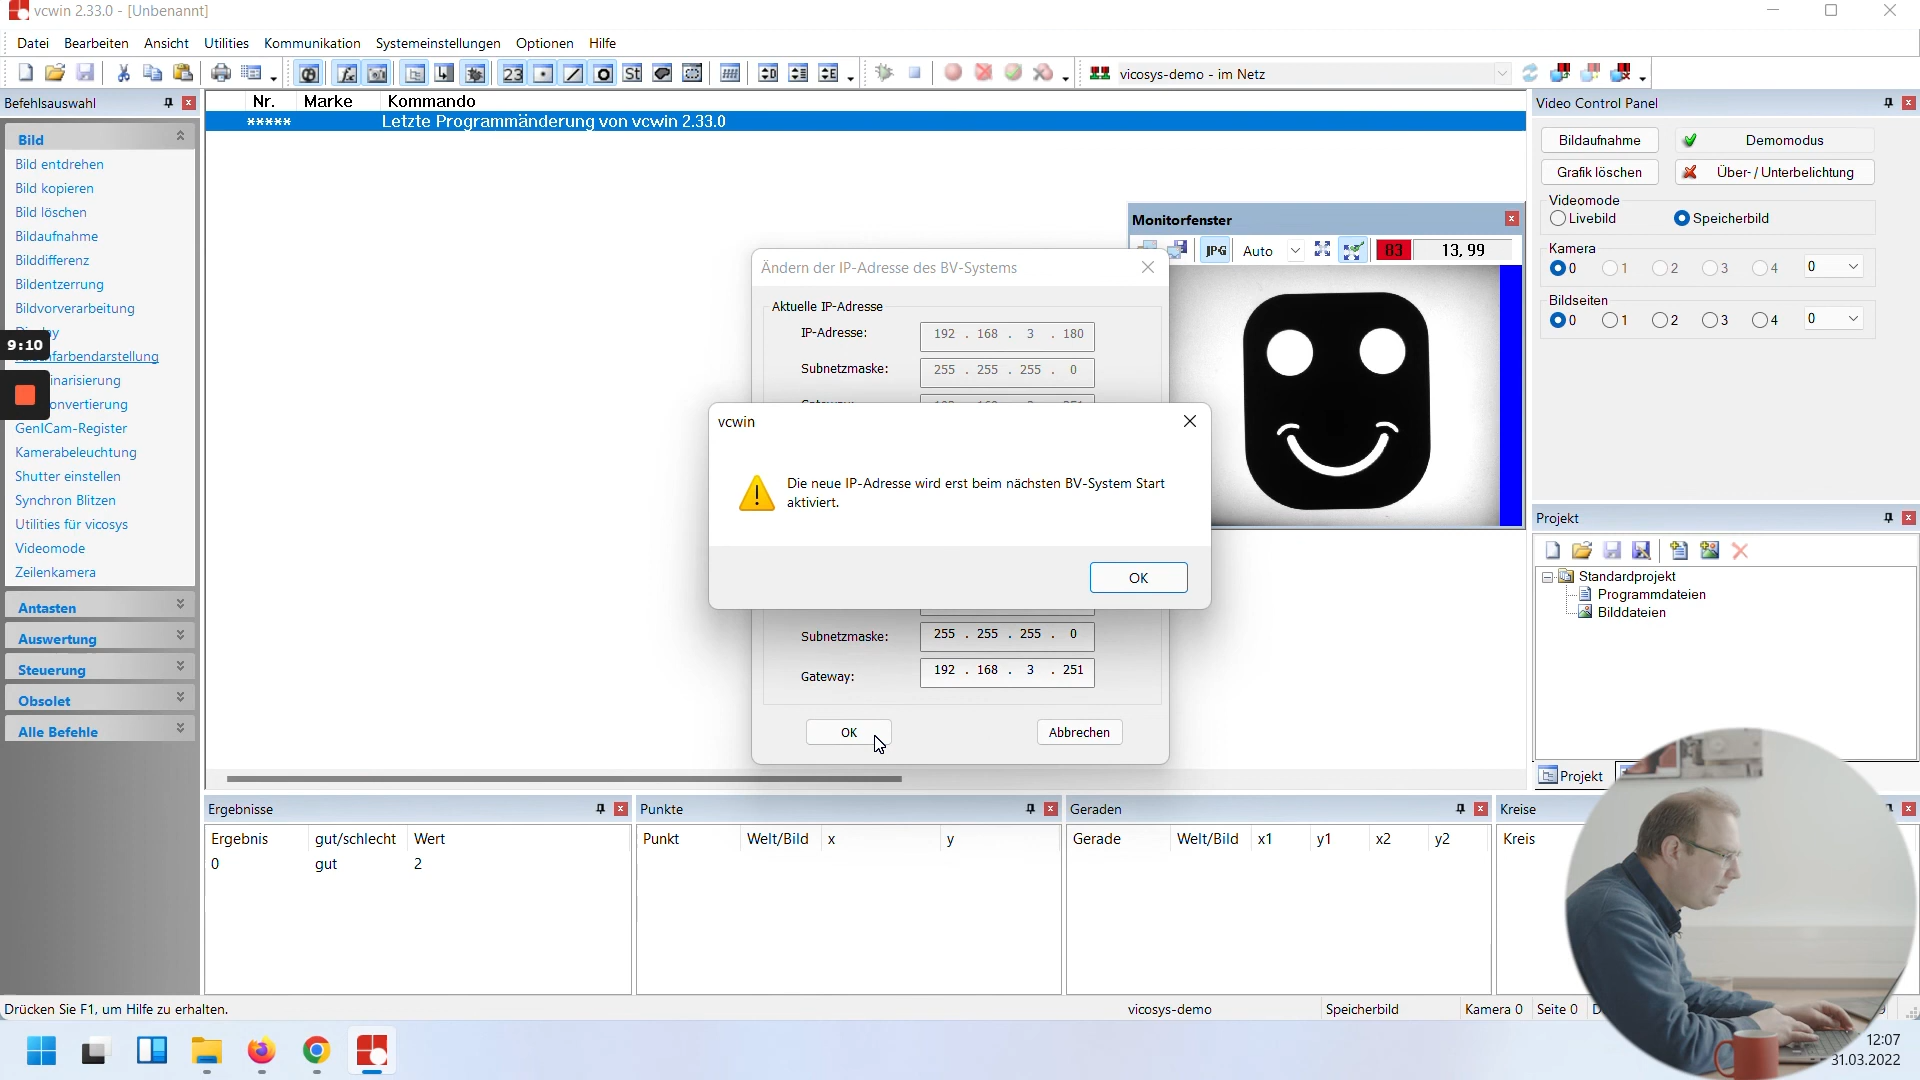 vcwin 2.33.0 - [Unbenannt]
Datei Bearbeiten Ansicht Utilities Kommunikation Systemeinstellungen Optionen Hilfe
23 St vicosys-demo - im Netz
Befehlsauswahl
Bild
Bild entdrehen
Bild kopieren
Bild löschen
Bildaufnahme
Bilddifferenz
Bildentzerrung
Bildvorverarbeitung
9:10
farbendarstellung
GenICam-Register
Kamerabeleuchtung
Shutter einstellen
Synchron Blitzen
Utilities für vicosys
Videomode
Zeilenkamera
Antasten
Auswertung
Steuerung
Obsolet
Alle Befehle
Nr. Marke Kommando
***** Letzte Programmänderung von vcwin 2.33.0
Monitorfenster
JPG Auto 83 13, 99
Ändern der IP-Adresse des BV-Systems
Aktuelle IP-Adresse
IP-Adresse: 192 . 168 . 3 . 180
Subnetzmaske: 255 . 255 . 255 . 0
vcwin
Die neue IP-Adresse wird erst beim nächsten BV-System Start
aktiviert.
OK
Subnetzmaske: 255 . 255 . 255 . 0
Gateway: 192 . 168 . 3 . 251
OK Abbrechen
Video Control Panel
Bildaufnahme Demomodus
Grafik löschen Über- / Unterbelichtung
Videomode
Livebild Speicherbild
Kamera
0 1 2 3 4 0
Bildseiten
0 1 2 3 4 0
Projekt
Standardprojekt
Programmdateien
Bilddateien
Projekt
Ergebnisse
Ergebnis gut/schlecht Wert
0 gut 2
Punkte
Punkt Welt/Bild x y
Geraden
Gerade Welt/Bild x1 y1 x2 y2
Kreise
Kreis
Drücken Sie F1, um Hilfe zu erhalten.
vicosys-demo Speicherbild Kamera 0 Seite 0
12:07
31.03.2022